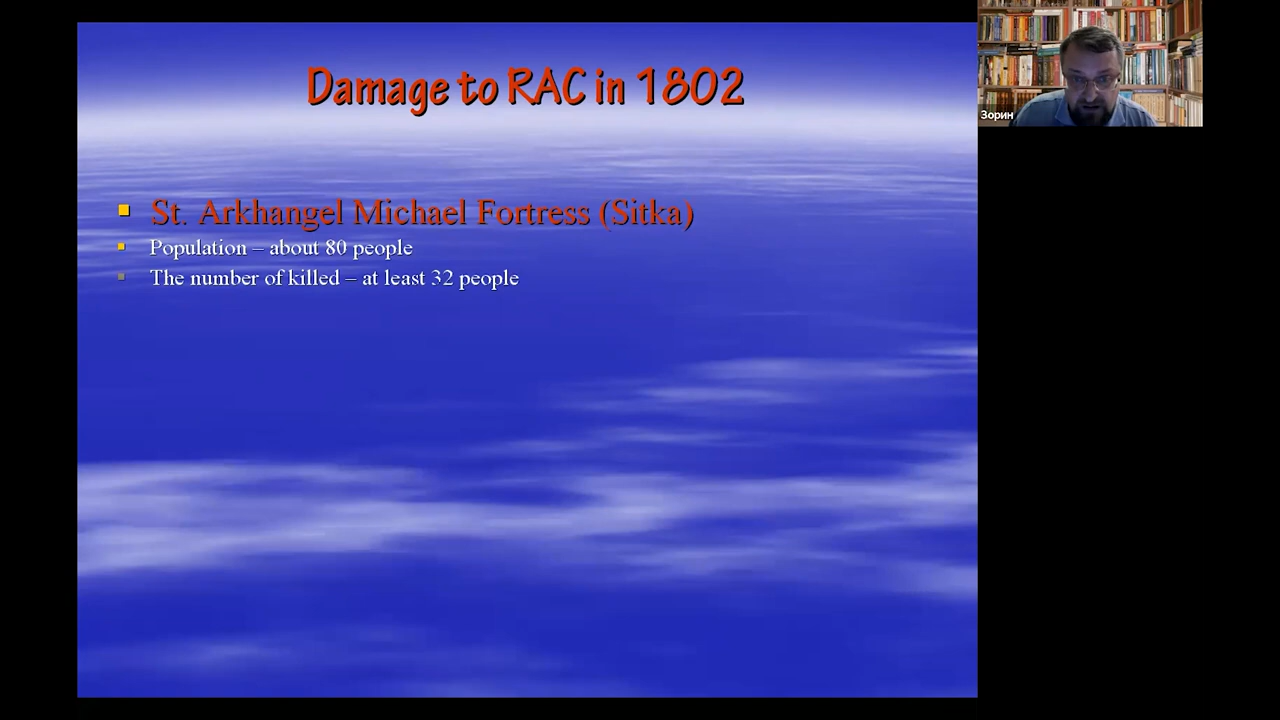 Damage to RAC in 1802
St. Arkhangel Michael Fortress (Sitka)
Population – about 80 people
The number of killed – at least 32 people
Зорин